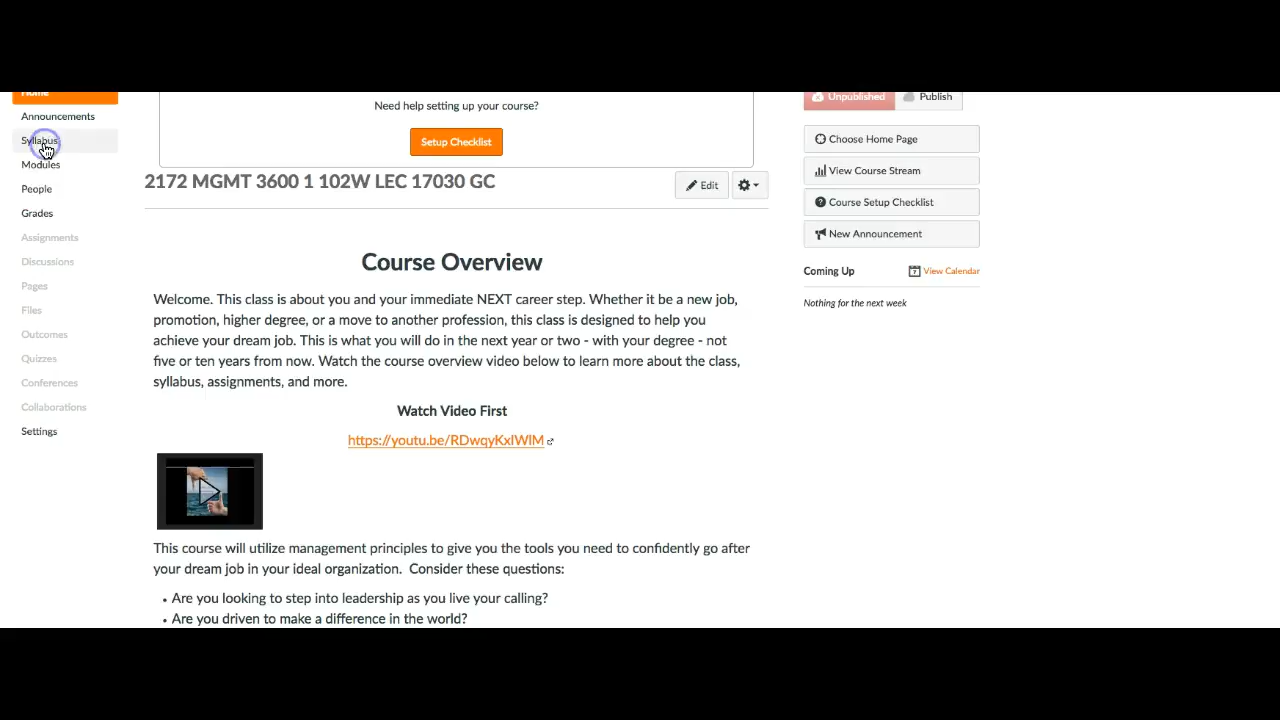 Home
Announcements
Syllabus
Modules
People
Grades
Assignments
Discussions
Pages
Files
Outcomes
Quizzes
Conferences
Collaborations
Settings
Need help setting up your course?
Setup Checklist
2172 MGMT 3600 1 102W LEC 17030 GC
Edit
Course Overview
Welcome. This class is about you and your immediate NEXT career step. Whether it be a new job,
promotion, higher degree, or a move to another profession, this class is designed to help you
achieve your dream job. This is what you will do in the next year or two - with your degree - not
five or ten years from now. Watch the course overview video below to learn more about the class,
syllabus, assignments, and more.
Watch Video First
https://youtu.be/RDwqyKxIWlM
This course will utilize management principles to give you the tools you need to confidently go after
your dream job in your ideal organization. Consider these questions:
• Are you looking to step into leadership as you live your calling?
• Are you driven to make a difference in the world?
Unpublished
Publish
Choose Home Page
View Course Stream
Course Setup Checklist
New Announcement
Coming Up
7
View Calendar
Nothing for the next week